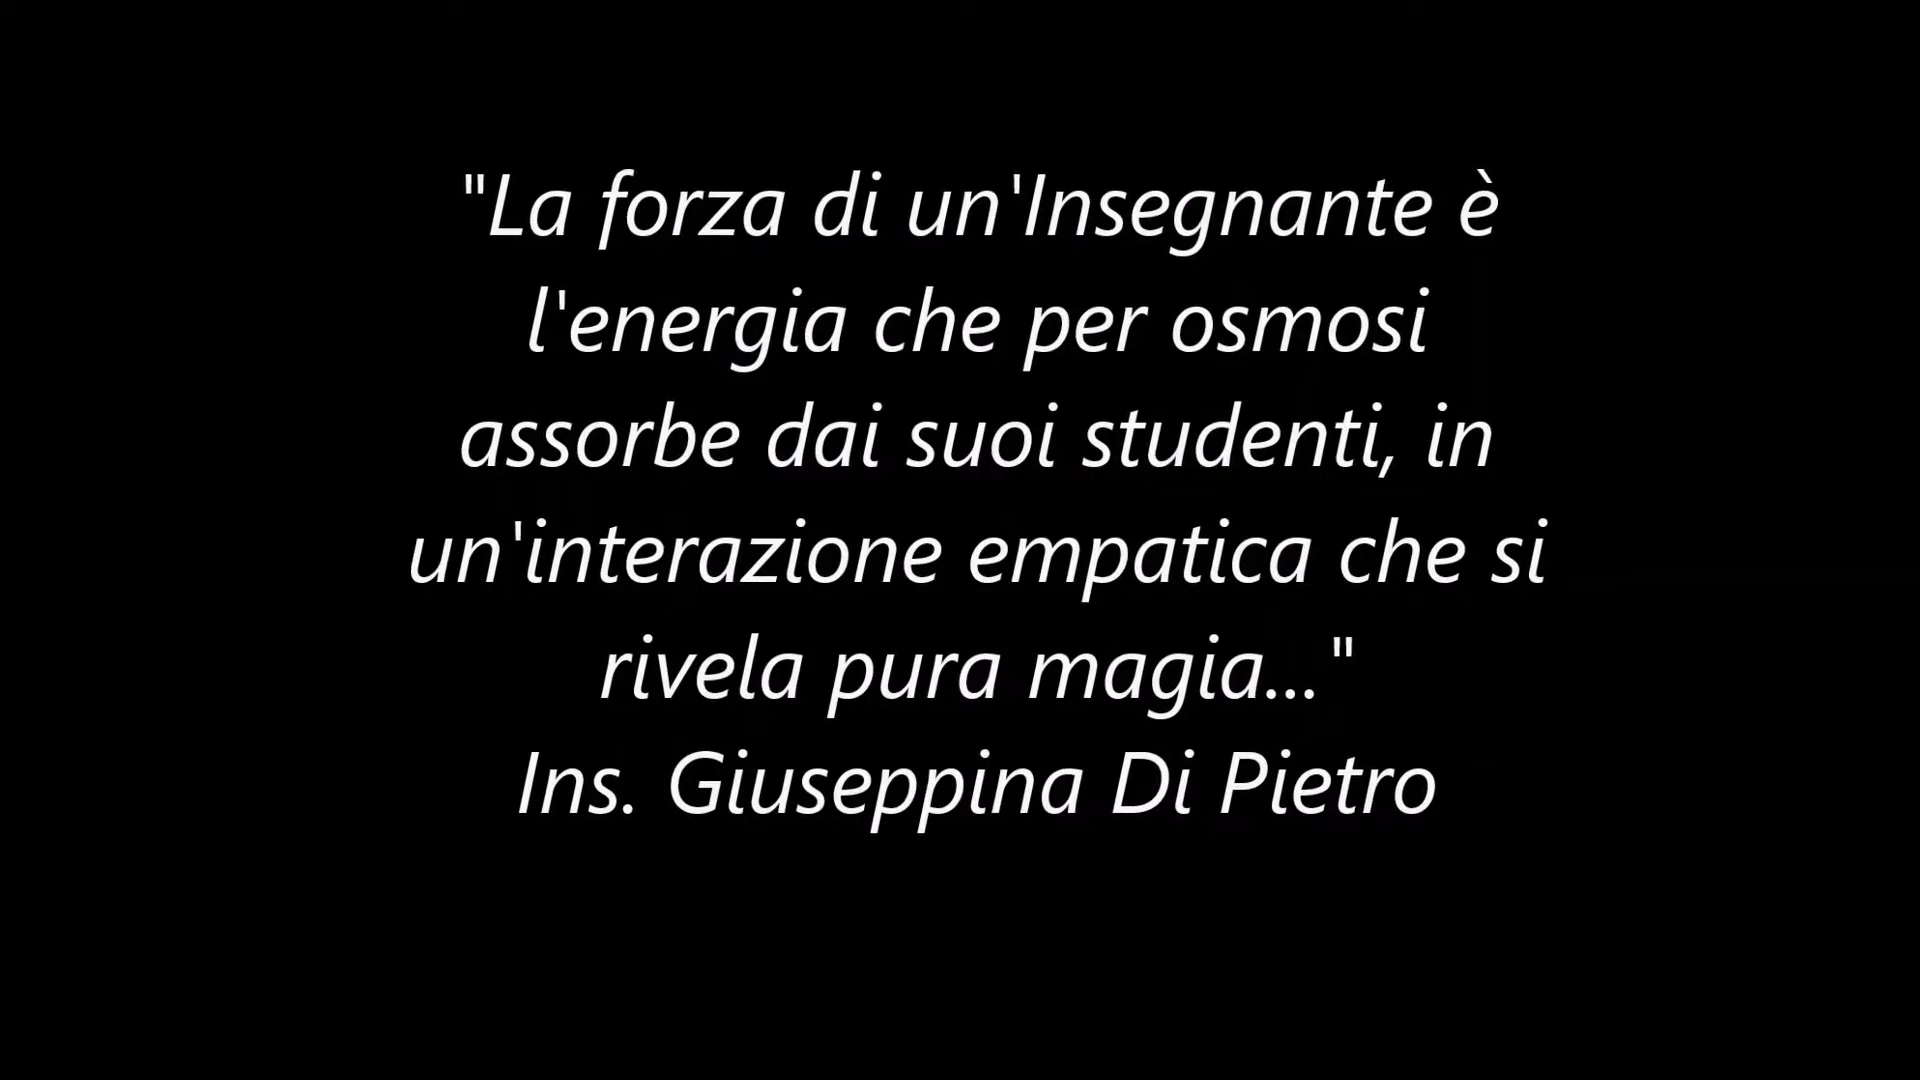 "La forza di un'Insegnante è
l'energia che per osmosi
assorbe dai suoi studenti, in
un'interazione empatica che si
rivela pura magia..."
Ins. Giuseppina Di Pietro